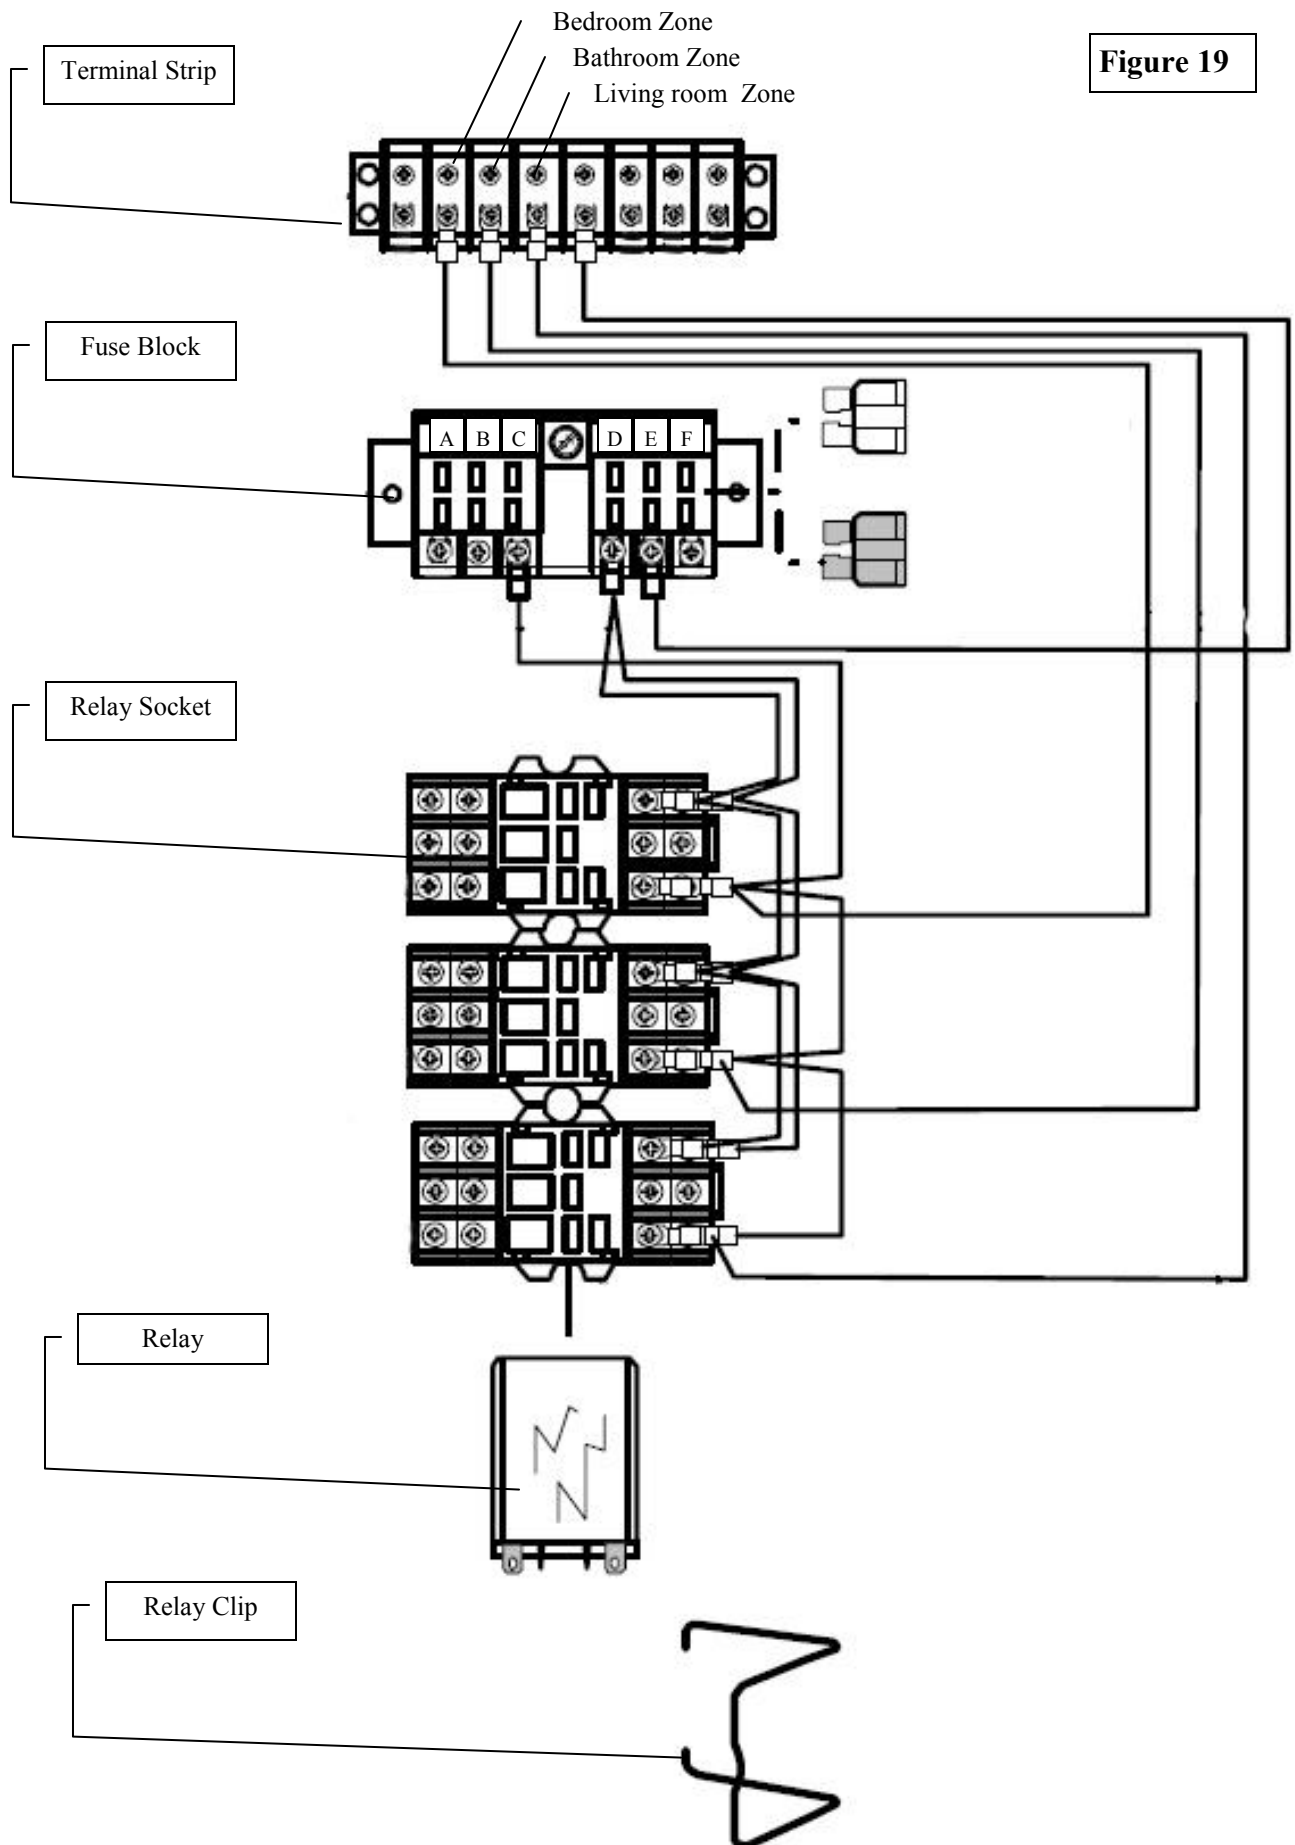 Bedroom Zone
Bathroom Zone
Living room Zone
Figure 19
Terminal Strip
Fuse Block
A B C D E F
Relay Socket
Relay
Relay Clip